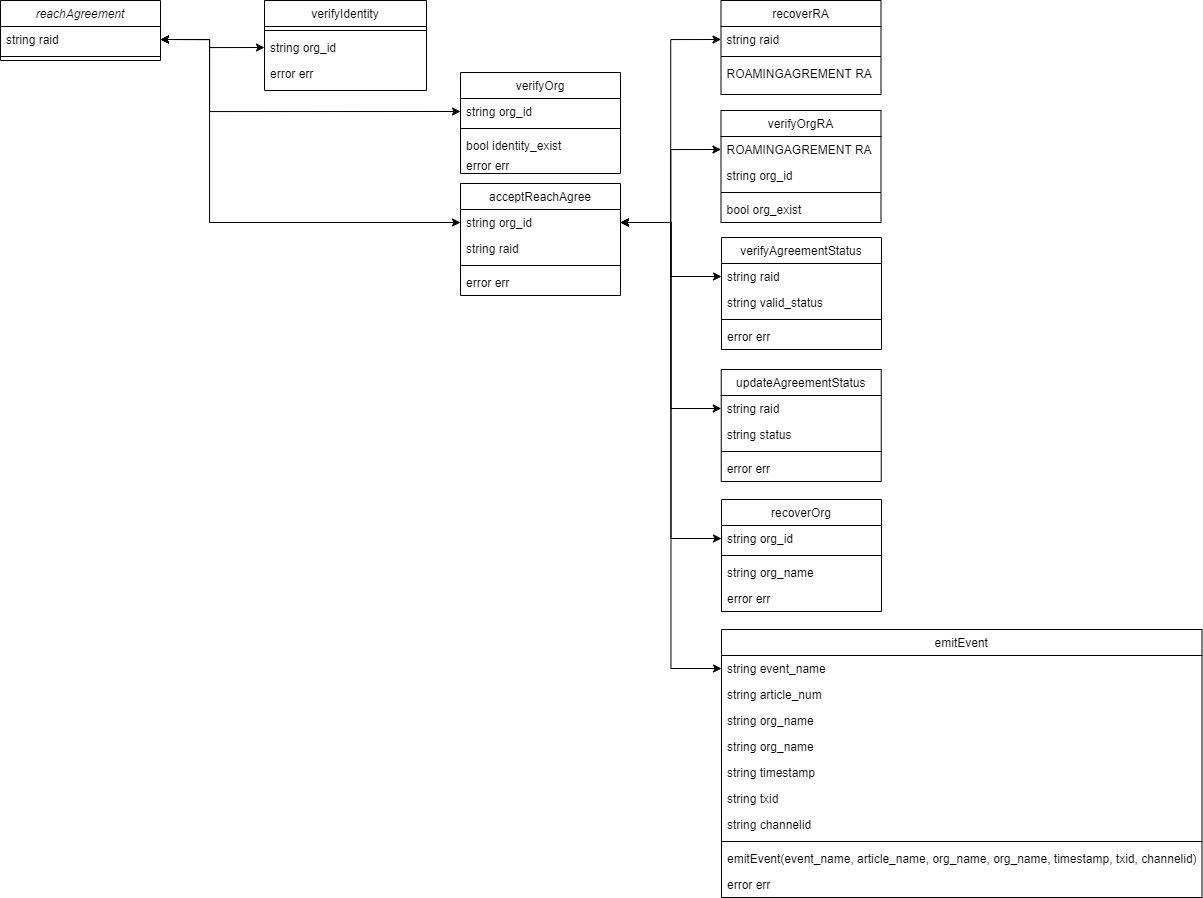 reachAgreement
string raid
verifyIdentity
string org_id
error err
verifyOrg
string org_id
bool identity_exist
error err
acceptReachAgree
string org_id
string raid
error err
recoverRA
string raid
ROAMINGAGREMENT RA
verifyOrgRA
ROAMINGAGREMENT RA
string org_id
bool org_exist
verifyAgreementStatus
string raid
string valid_status
error err
updateAgreementStatus
string raid
string status
error err
recoverOrg
string org_id
string org_name
error err
emitEvent
string event_name
string article_num
string org_name
string org_name
string timestamp
string txid
string channelid
emitEvent(event_name, article_name, org_name, org_name, timestamp, txid, channelid)
error err